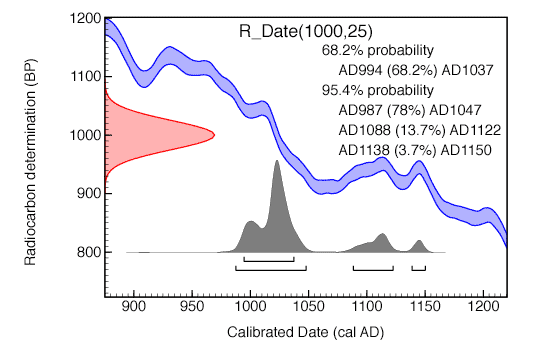 R_Date(1000,25)
68.2% probability
AD994 (68.2%) AD1037
95.4% probability
AD987 (78%) AD1047
AD1088 (13.7%) AD1122
AD1138 (3.7%) AD1150
Radiocarbon determination (BP)
1200
1100
1000
900
800
900
950
1000
1050
1100
1150
1200
Calibrated Date (cal AD)